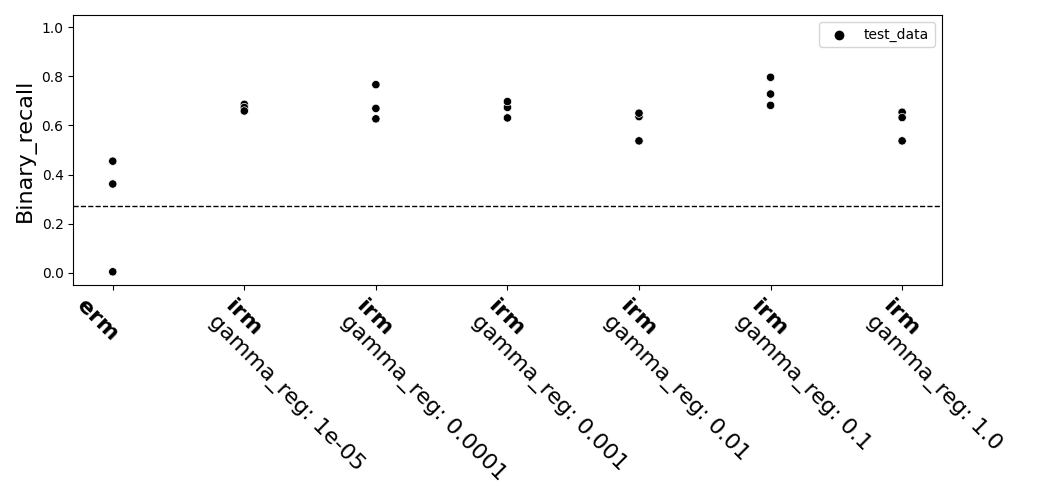 1.0
0.8
0.6
0.4
0.2
0.0
Binary_recall
test_data
erm
irm
gamma_reg: 1e-05
irm
gamma_reg: 0.0001
irm
gamma_reg: 0.001
irm
gamma_reg: 0.01
irm
gamma_reg: 0.1
irm
gamma_reg: 1.0